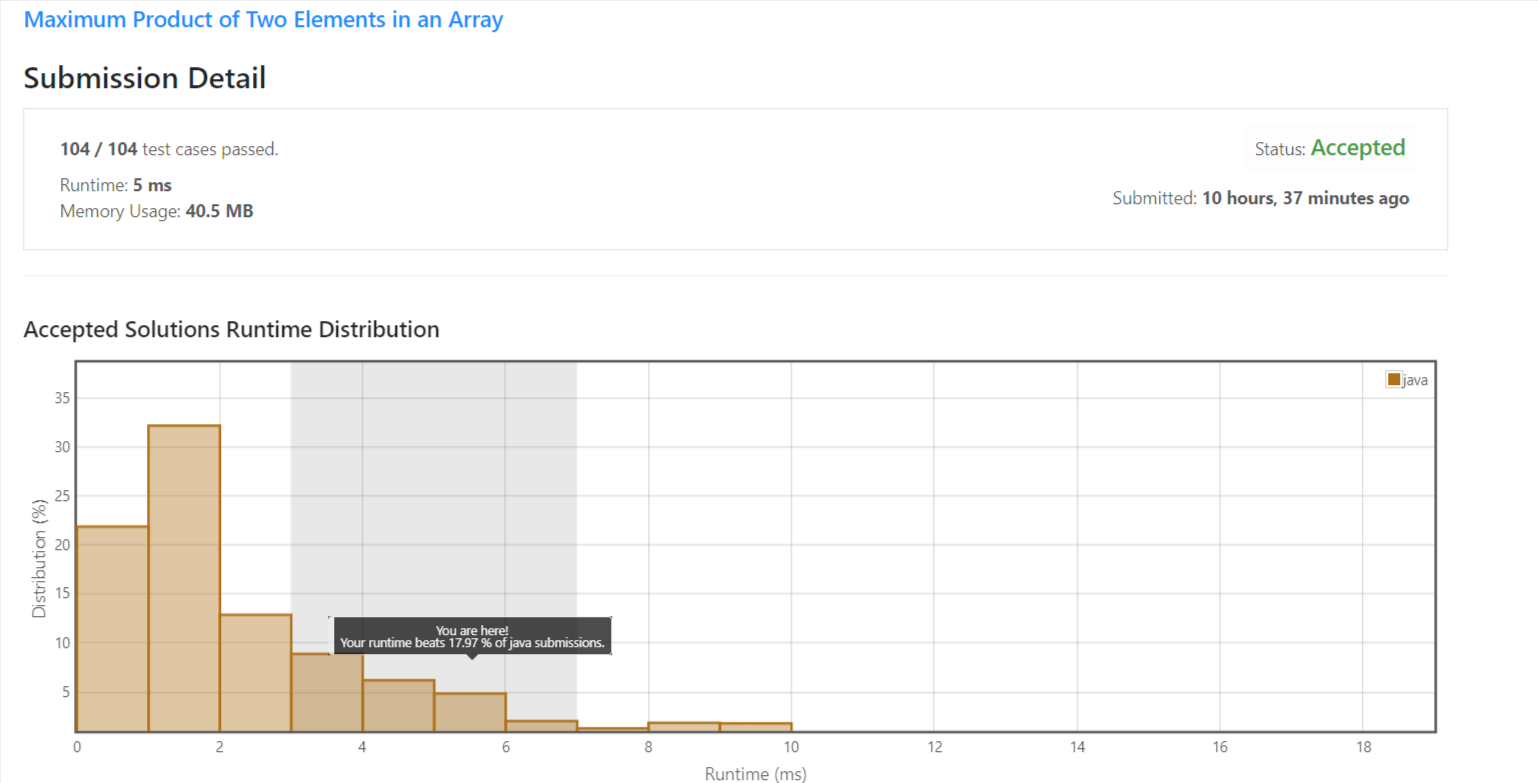 Maximum Product of Two Elements in an Array
Submission Detail
104 / 104 test cases passed.
Status: Accepted
Runtime: 5 ms
Submitted: 10 hours, 37 minutes ago
Memory Usage: 40.5 MB
Accepted Solutions Runtime Distribution
java
35
30
25
20
15
10
5
Distribution (%)
You are here!
Your runtime beats 17.97 % of java submissions.
0 2 4 6 8 10 12 14 16 18
Runtime (ms)